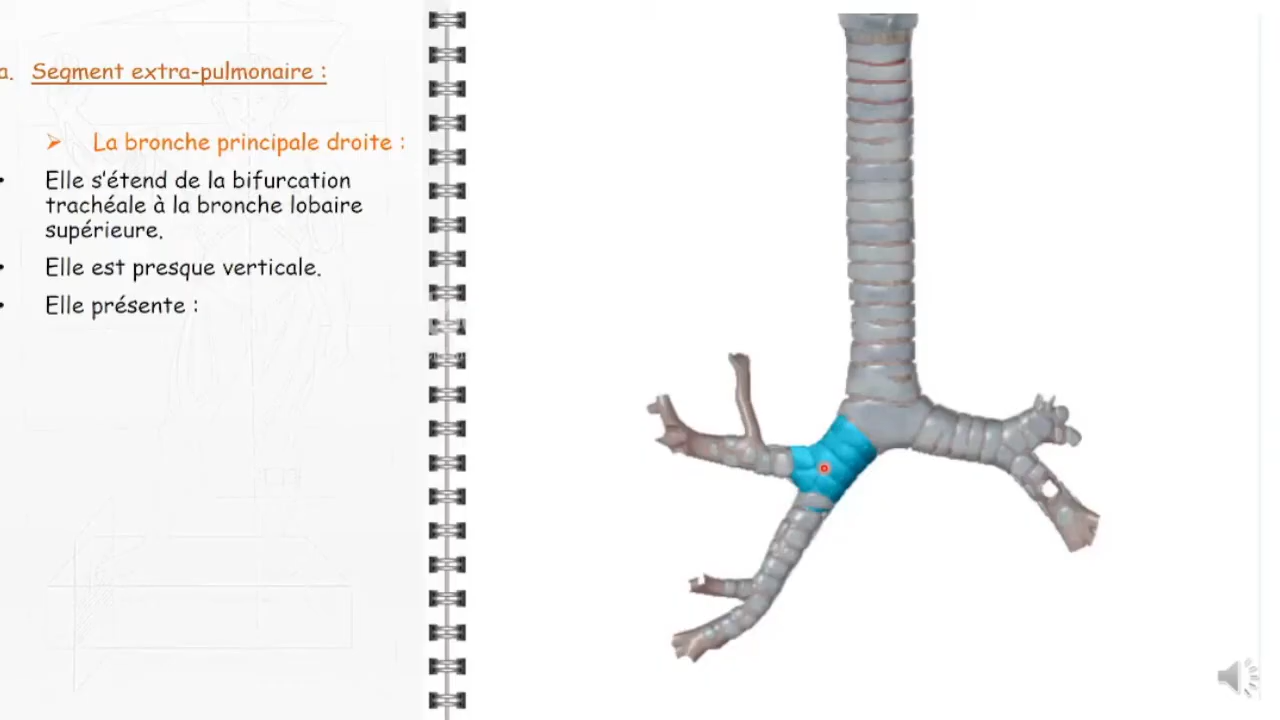 a. Segment extra-pulmonaire :
➢ La bronche principale droite :
• Elle s’étend de la bifurcation
trachéale à la bronche lobaire
supérieure.
• Elle est presque verticale.
• Elle présente :